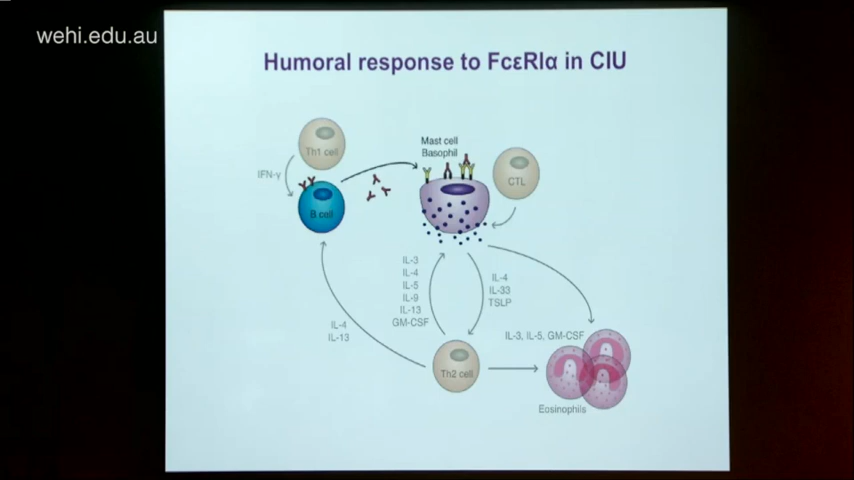 wehi.edu.au
Humoral response to FcεRIα in CIU
Th1 cell
IFN-γ
B cell
Mast cell
Basophil
CTL
IL-3
IL-4
IL-5
IL-9
IL-13
GM-CSF
IL-4
IL-33
TSLP
IL-4
IL-13
Th2 cell
IL-3, IL-5, GM-CSF
Eosinophils